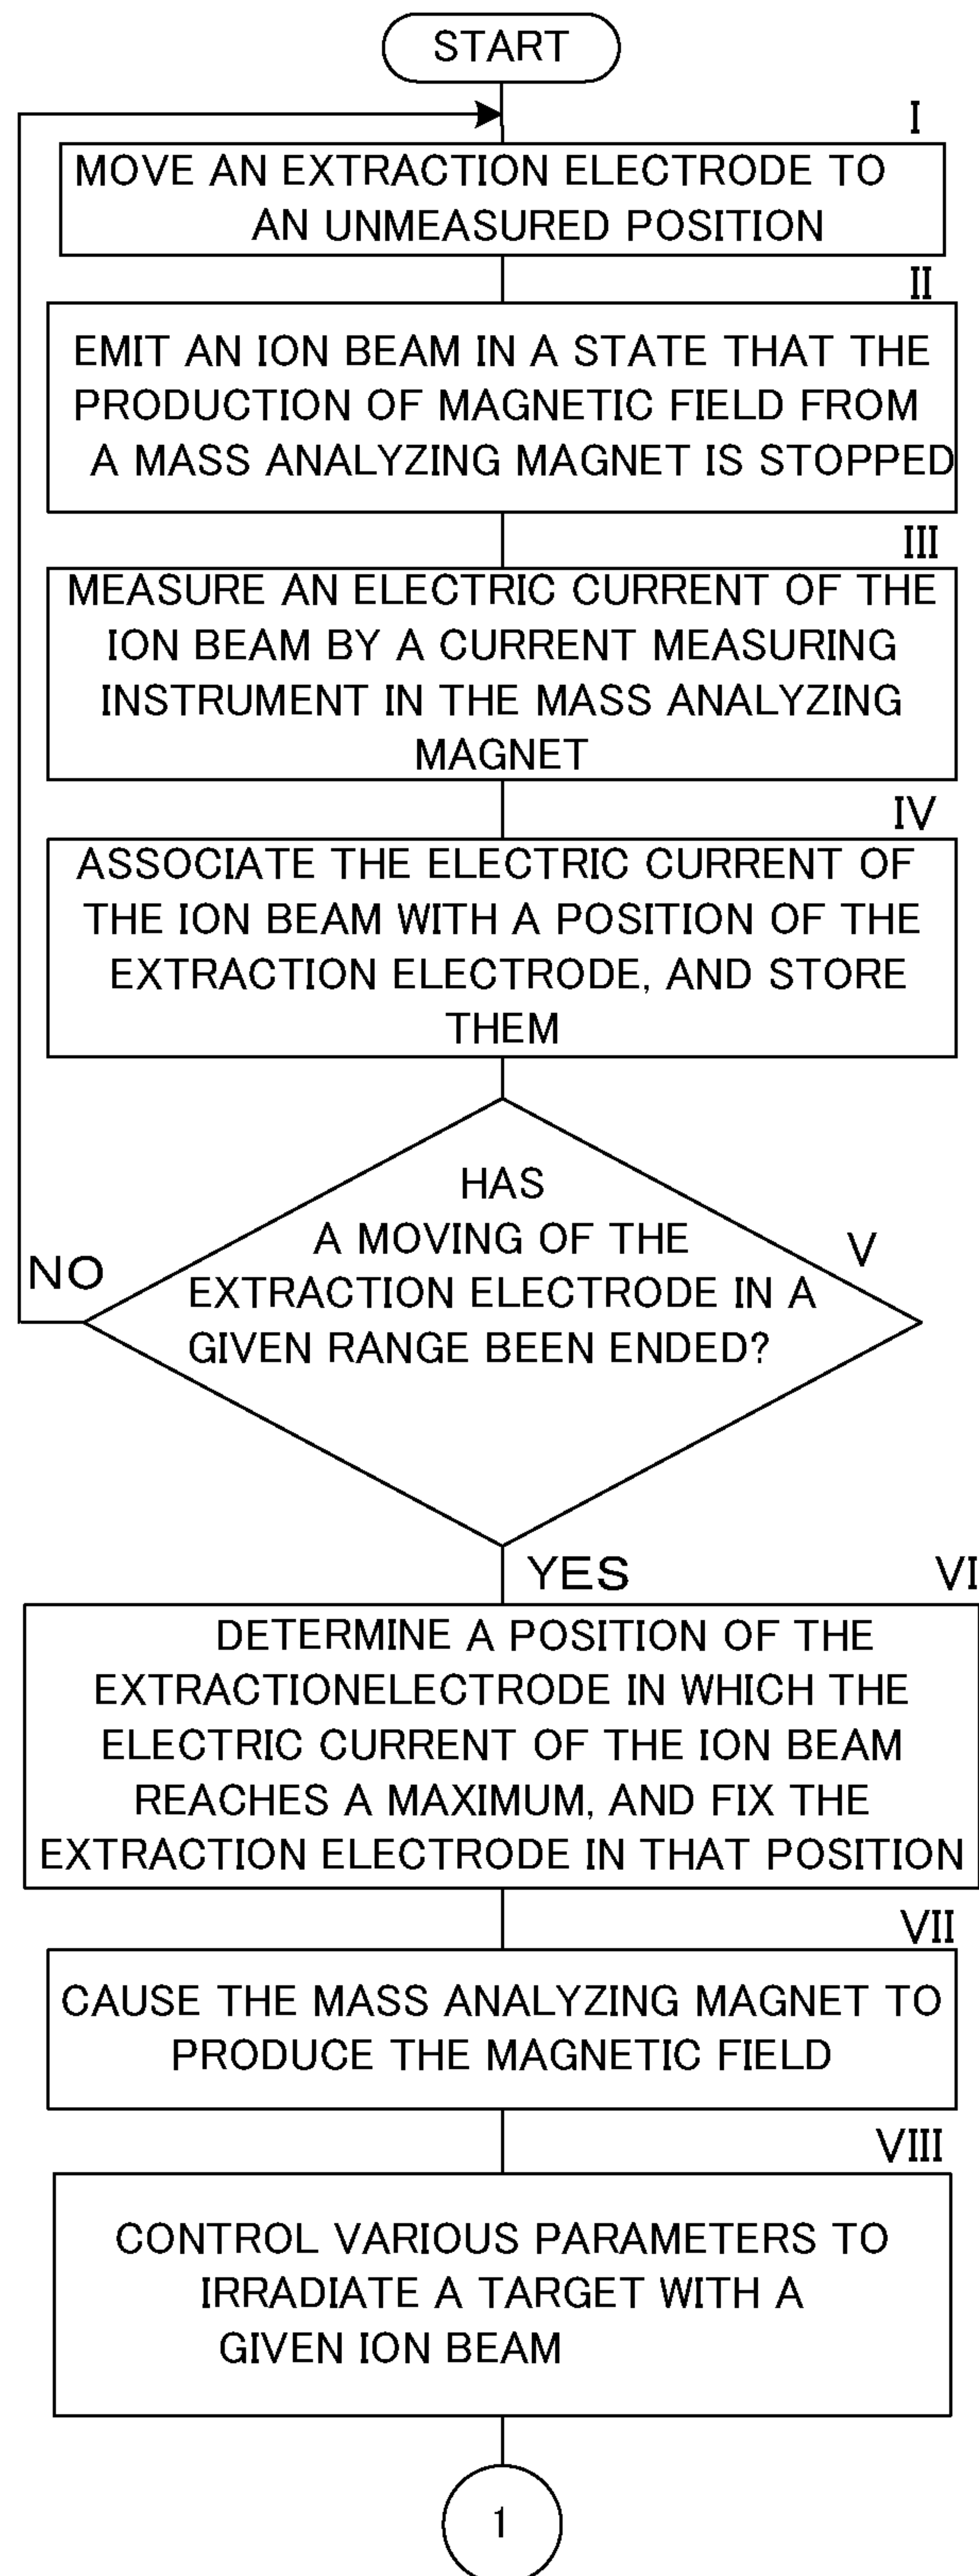 START
I
MOVE AN EXTRACTION ELECTRODE TO
AN UNMEASURED POSITION
II
EMIT AN ION BEAM IN A STATE THAT THE
PRODUCTION OF MAGNETIC FIELD FROM
A MASS ANALYZING MAGNET IS STOPPED
III
MEASURE AN ELECTRIC CURRENT OF THE
ION BEAM BY A CURRENT MEASURING
INSTRUMENT IN THE MASS ANALYZING
MAGNET
IV
ASSOCIATE THE ELECTRIC CURRENT OF
THE ION BEAM WITH A POSITION OF THE
EXTRACTION ELECTRODE, AND STORE
THEM
HAS
A MOVING OF THE
EXTRACTION ELECTRODE IN A
GIVEN RANGE BEEN ENDED?
V
NO
YES
VI
DETERMINE A POSITION OF THE
EXTRACTIONELECTRODE IN WHICH THE
ELECTRIC CURRENT OF THE ION BEAM
REACHES A MAXIMUM, AND FIX THE
EXTRACTION ELECTRODE IN THAT POSITION
VII
CAUSE THE MASS ANALYZING MAGNET TO
PRODUCE THE MAGNETIC FIELD
VIII
CONTROL VARIOUS PARAMETERS TO
IRRADIATE A TARGET WITH A
GIVEN ION BEAM
1